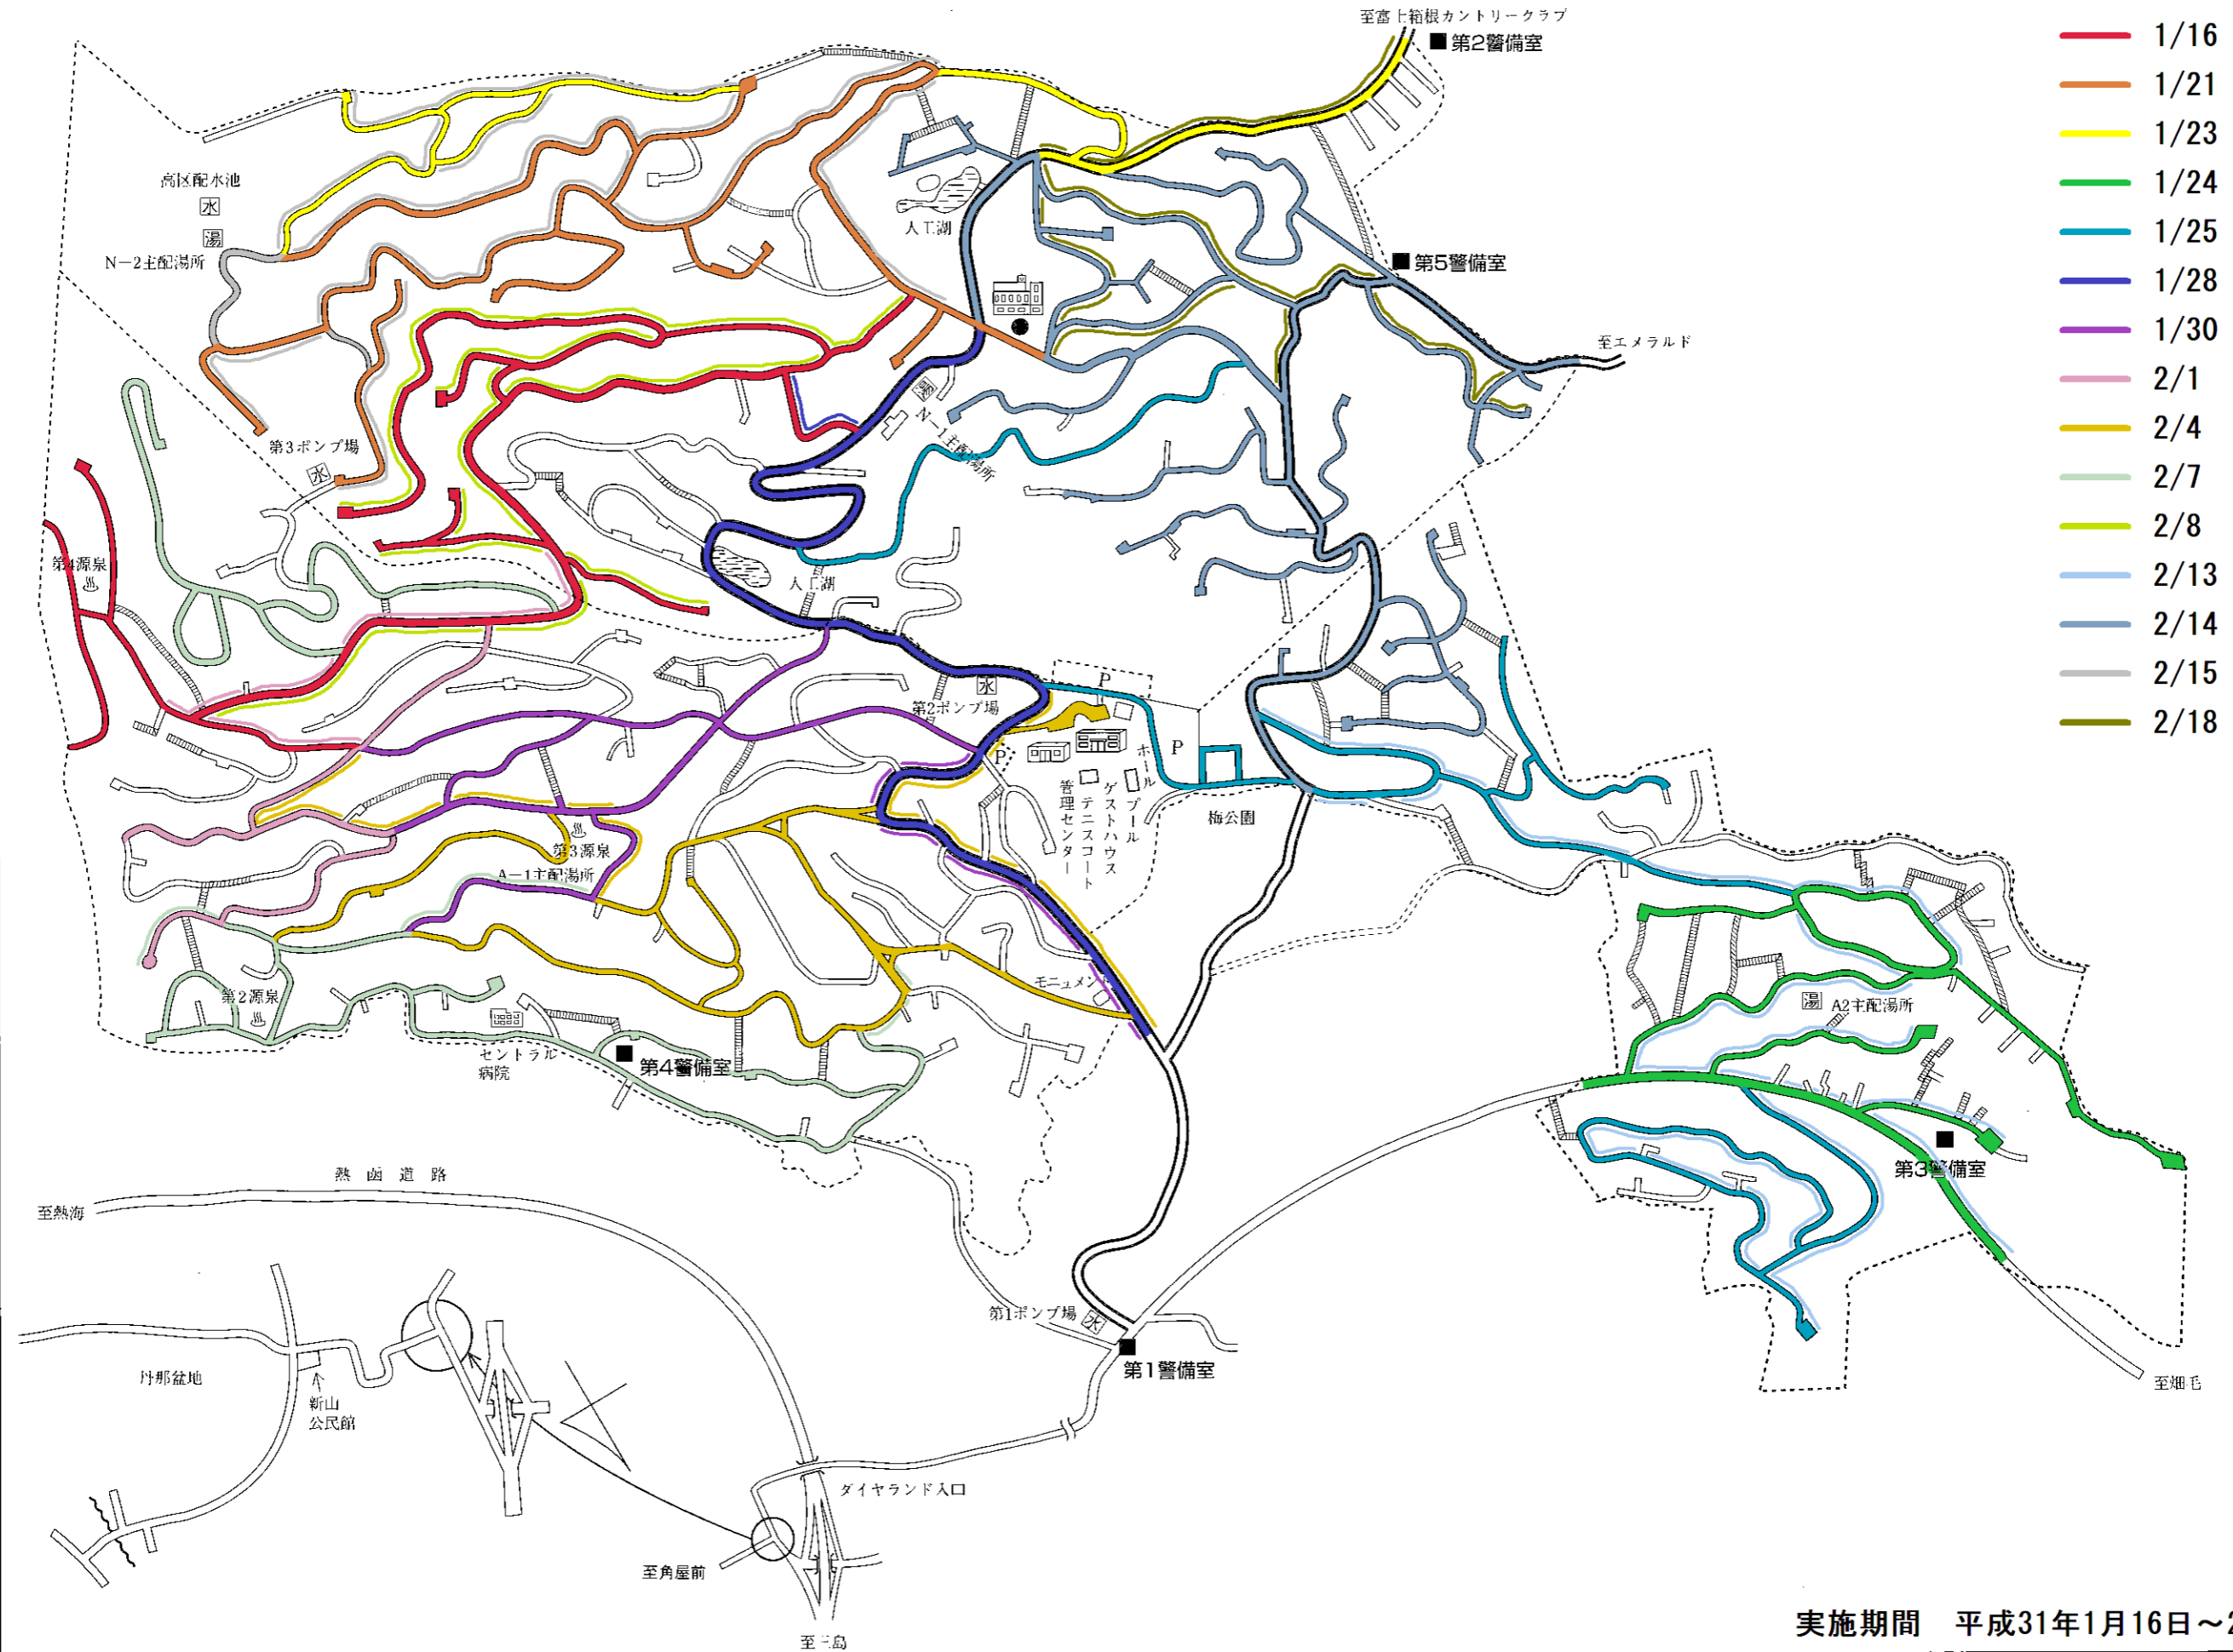 至富士箱根カントリークラブ
第2警備室
1/16
1/21
1/23
1/24
1/25
1/28
1/30
2/1
2/4
2/7
2/8
2/13
2/14
2/15
2/18
高区配水池
水
湯
N－2主配湯所
人工湖
第5警備室
至エメラルド
湯
N－1主配湯所
第3ポンプ場
水
第4源泉
人工湖
水
第2ポンプ場
P
P
P
ホール
プール
ゲストハウス
テニスコート
管理センター
梅公園
第3源泉
A－1主配湯所
モニュメント
第2源泉
セントラル
病院
第4警備室
湯
A2主配湯所
第3警備室
熱函道路
至熱海
第1ポンプ場
水
第1警備室
至畑毛
丹那盆地
新山
公民館
ダイヤランド入口
至角屋前
至三島
実施期間 平成31年1月16日～2